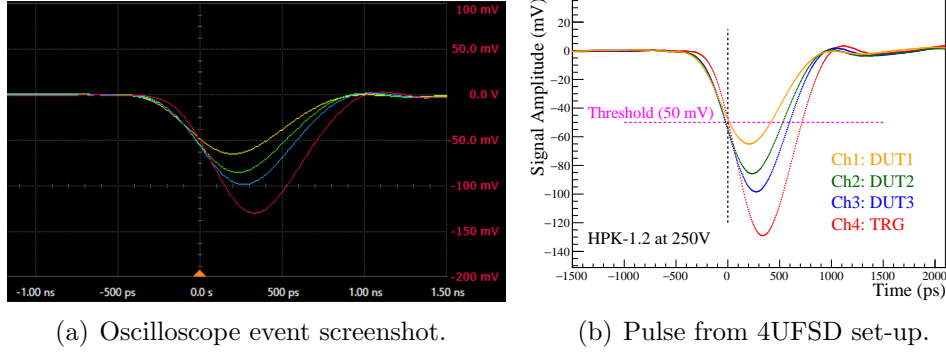 100 mV
50.0 mV
0.0 V
-50.0 mV
-100 mV
-150 mV
-200 mV
-1.00 ns
-500 ps
0.0 s
500 ps
1.00 ns
1.50 ns
(a) Oscilloscope event screenshot.
Signal Amplitude (mV)
20
0
−20
−40
−60
−80
−100
−120
−140
Threshold (50 mV)
Ch1: DUT1
Ch2: DUT2
Ch3: DUT3
Ch4: TRG
HPK-1.2 at 250V
−1500
−1000
−500
0
500
1000
1500
2000
Time (ps)
(b) Pulse from 4UFSD set-up.